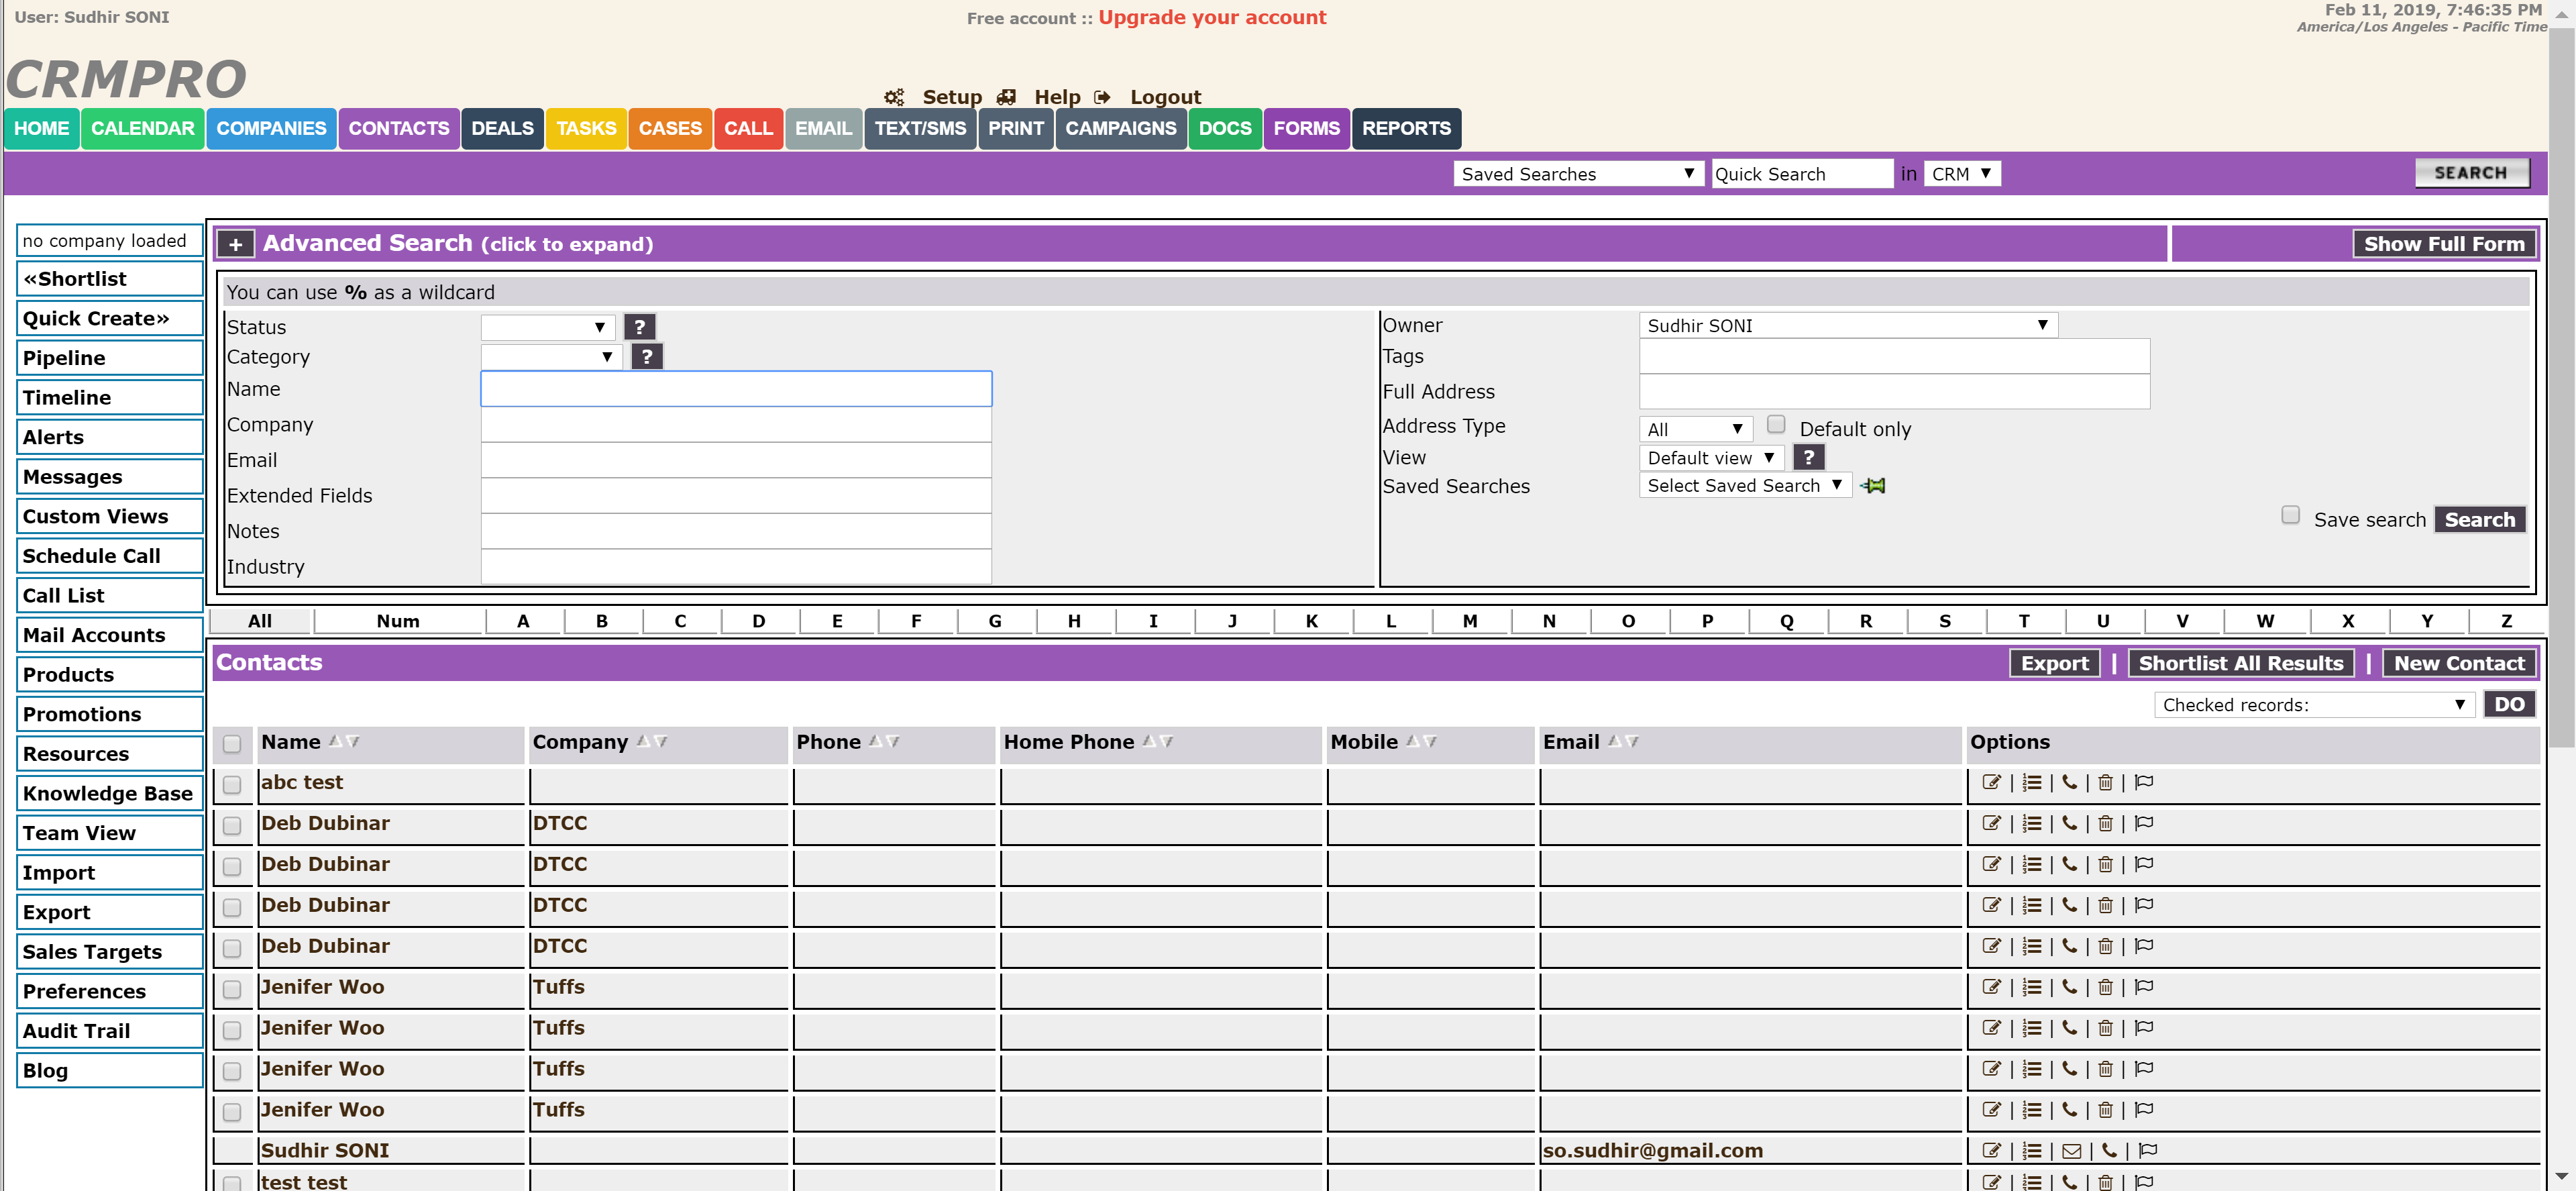 User: Sudhir SONI
Free account :: Upgrade your account
Feb 11, 2019, 7:46:35 PM
America/Los Angeles - Pacific Time
CRMPRO
Setup Help Logout
HOME CALENDAR COMPANIES CONTACTS DEALS TASKS CASES CALL EMAIL TEXT/SMS PRINT CAMPAIGNS DOCS FORMS REPORTS
Saved Searches Quick Search in CRM SEARCH
no company loaded
«Shortlist
Quick Create»
Pipeline
Timeline
Alerts
Messages
Custom Views
Schedule Call
Call List
Mail Accounts
Products
Promotions
Resources
Knowledge Base
Team View
Import
Export
Sales Targets
Preferences
Audit Trail
Blog
+ Advanced Search (click to expand) Show Full Form
You can use % as a wildcard
Status ?
Category ?
Name
Company
Email
Extended Fields
Notes
Industry
Owner Sudhir SONI
Tags
Full Address
Address Type All Default only
View Default view ?
Saved Searches Select Saved Search
Save search Search
All Num A B C D E F G H I J K L M N O P Q R S T U V W X Y Z
Contacts Export | Shortlist All Results | New Contact
Checked records: DO
Name Company Phone Home Phone Mobile Email Options
abc test
Deb Dubinar DTCC
Deb Dubinar DTCC
Deb Dubinar DTCC
Deb Dubinar DTCC
Jenifer Woo Tuffs
Jenifer Woo Tuffs
Jenifer Woo Tuffs
Jenifer Woo Tuffs
Sudhir SONI so.sudhir@gmail.com
test test